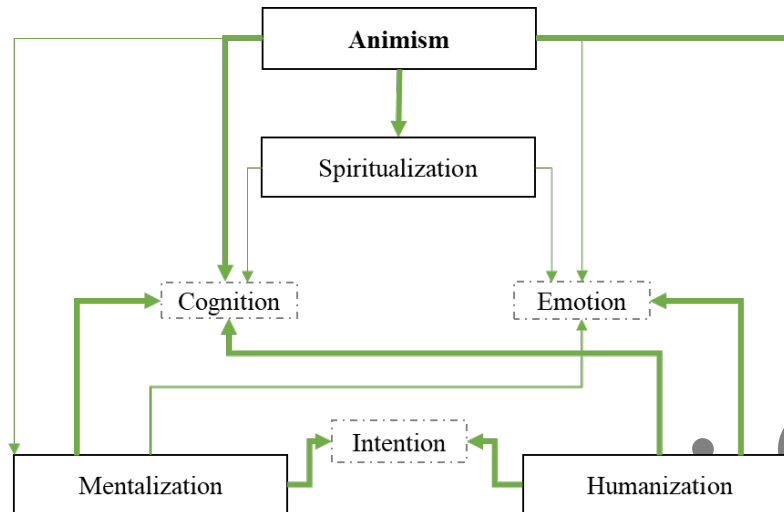 Animism
Spiritualization
Cognition
Emotion
Intention
Mentalization
Humanization